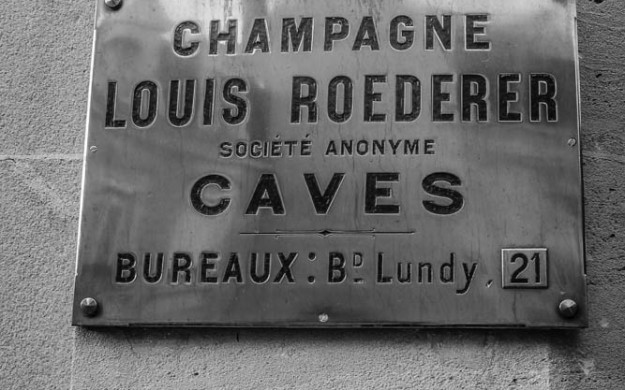 CHAMPAGNE
LOUIS ROEDERER
SOCIÉTÉ ANONYME
CAVES
BUREAUX: BD Lundy, 21